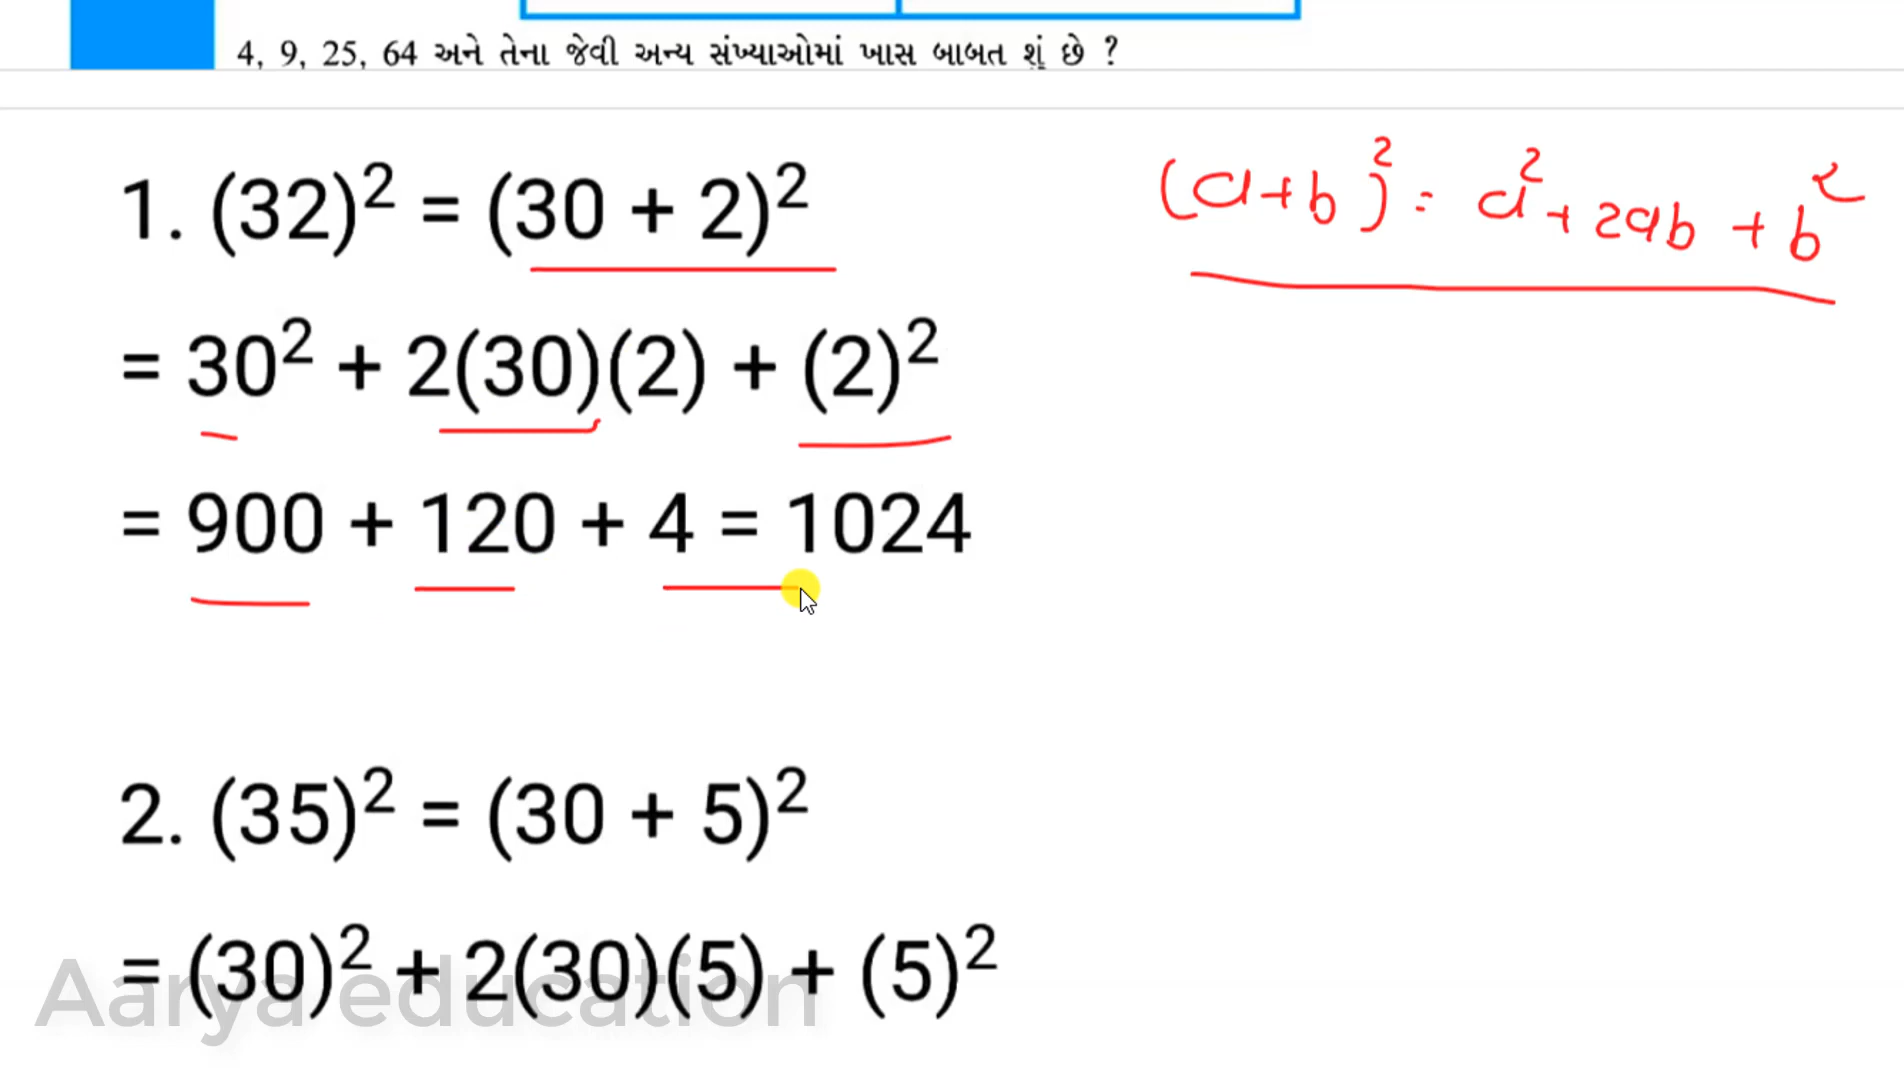 4, 9, 25, 64 અને તેના જેવી અન્ય સંખ્યાઓમાં ખાસ બાબત શું છે ?
(a+b)² = a² + 2ab + b²
1. (32)² = (30 + 2)²
= 30² + 2(30)(2) + (2)²
= 900 + 120 + 4 = 1024
2. (35)² = (30 + 5)²
= (30)² + 2(30)(5) + (5)²
Aarya education